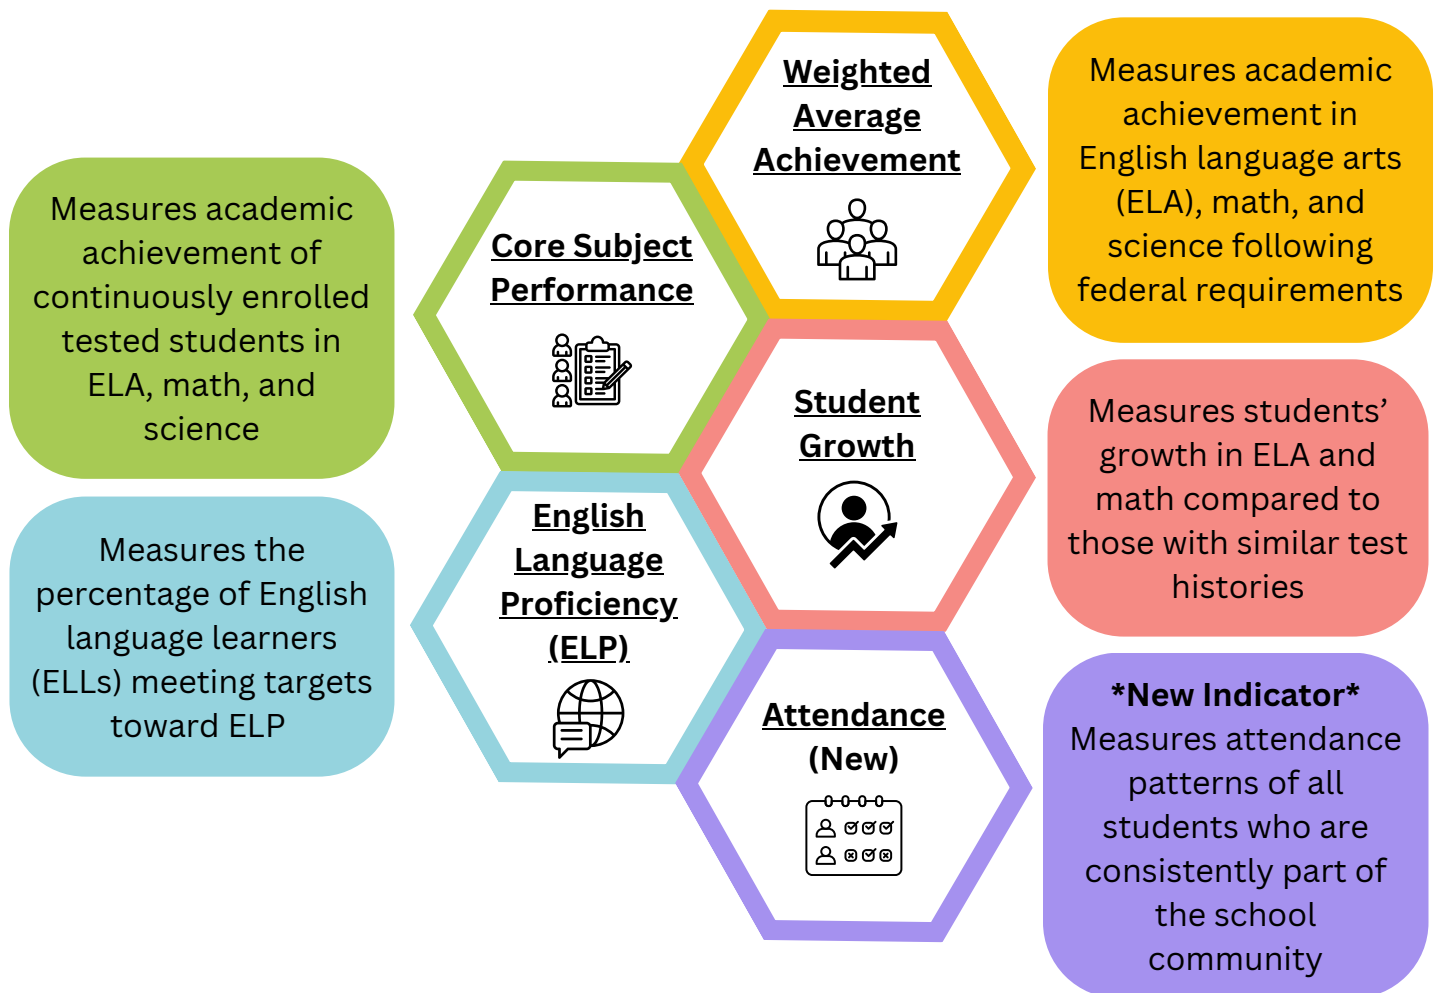 Weighted
Average
Achievement
Measures academic
achievement in
English language arts
(ELA), math, and
science following
federal requirements
Measures academic
achievement of
continuously enrolled
tested students in
ELA, math, and
science
Core Subject
Performance
Student
Growth
Measures students’
growth in ELA and
math compared to
those with similar test
histories
Measures the
percentage of English
language learners
(ELLs) meeting targets
toward ELP
English
Language
Proficiency
(ELP)
Attendance
(New)
*New Indicator*
Measures attendance
patterns of all
students who are
consistently part of
the school
community